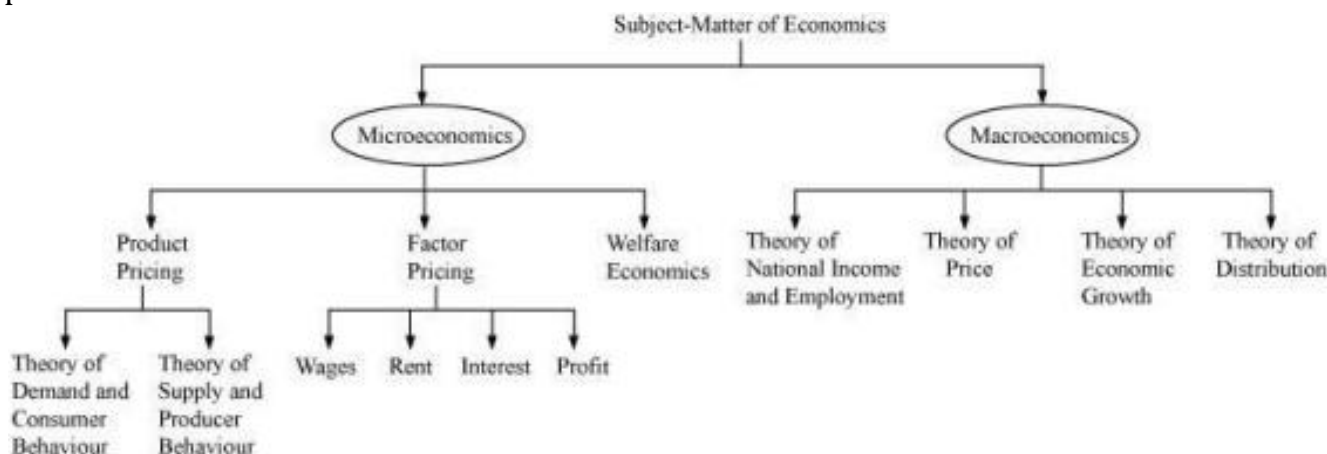 Subject-Matter of Economics
Microeconomics
Macroeconomics
Product
Pricing
Factor
Pricing
Welfare
Economics
Theory of
National Income
and Employment
Theory of
Price
Theory of
Economic
Growth
Theory of
Distribution
Theory of
Demand and
Consumer
Behaviour
Theory of
Supply and
Producer
Behaviour
Wages
Rent
Interest
Profit